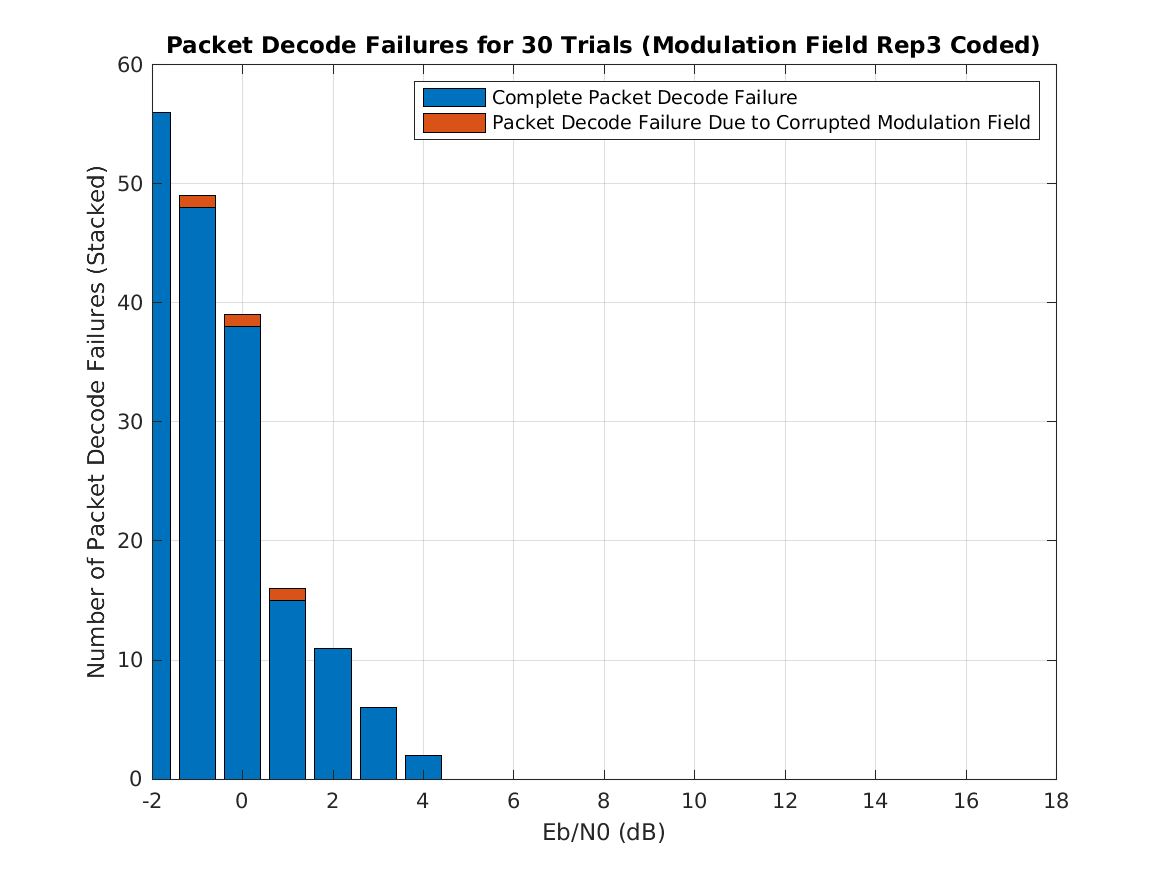 Packet Decode Failures for 30 Trials (Modulation Field Rep3 Coded)
Complete Packet Decode Failure
Packet Decode Failure Due to Corrupted Modulation Field
Number of Packet Decode Failures (Stacked)
60
50
40
30
20
10
0
-2 0 2 4 6 8 10 12 14 16 18
Eb/N0 (dB)